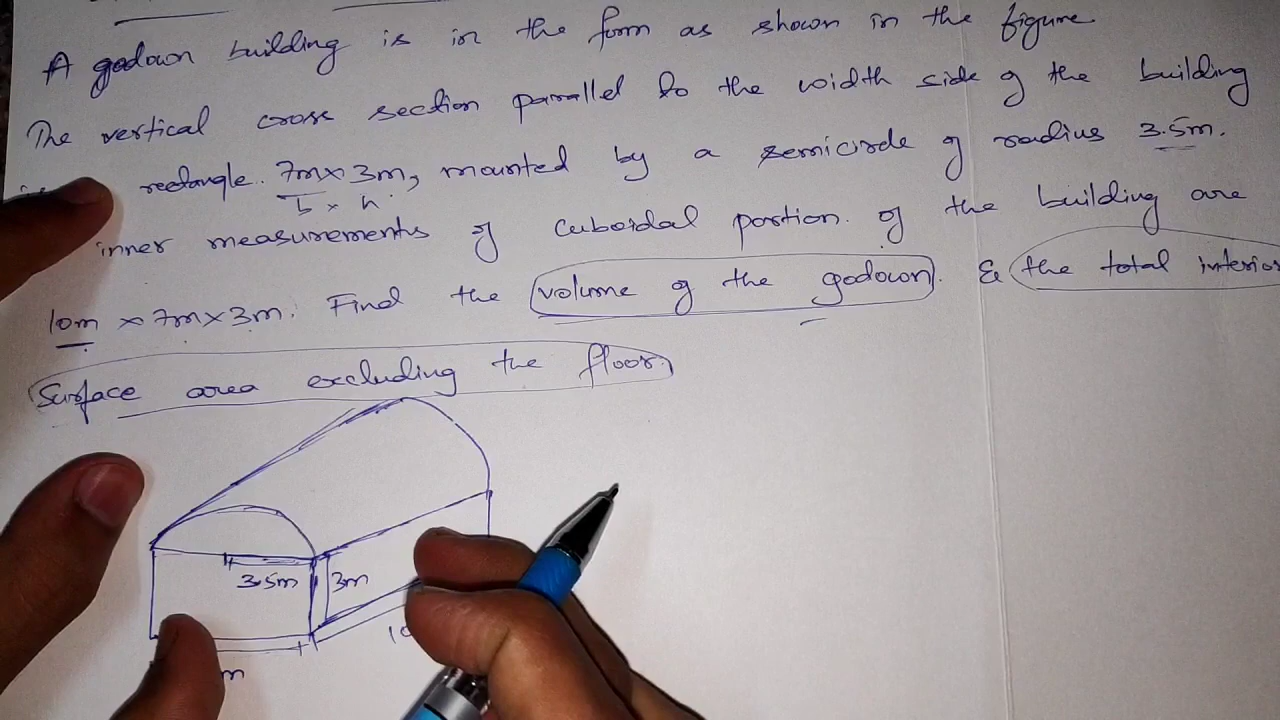 A godown building is in the form as shown in the figure
The vertical cross section parallel to the width side of the building
rectangle. 7m x 3m, mounted by a semicircle of radius 3.5m.
b x h
inner measurements of cuboidal portion of the building are
10m x 7m x 3m. Find the volume of the godown. & the total interior
surface area excluding the floor.
3.5m
3m
m